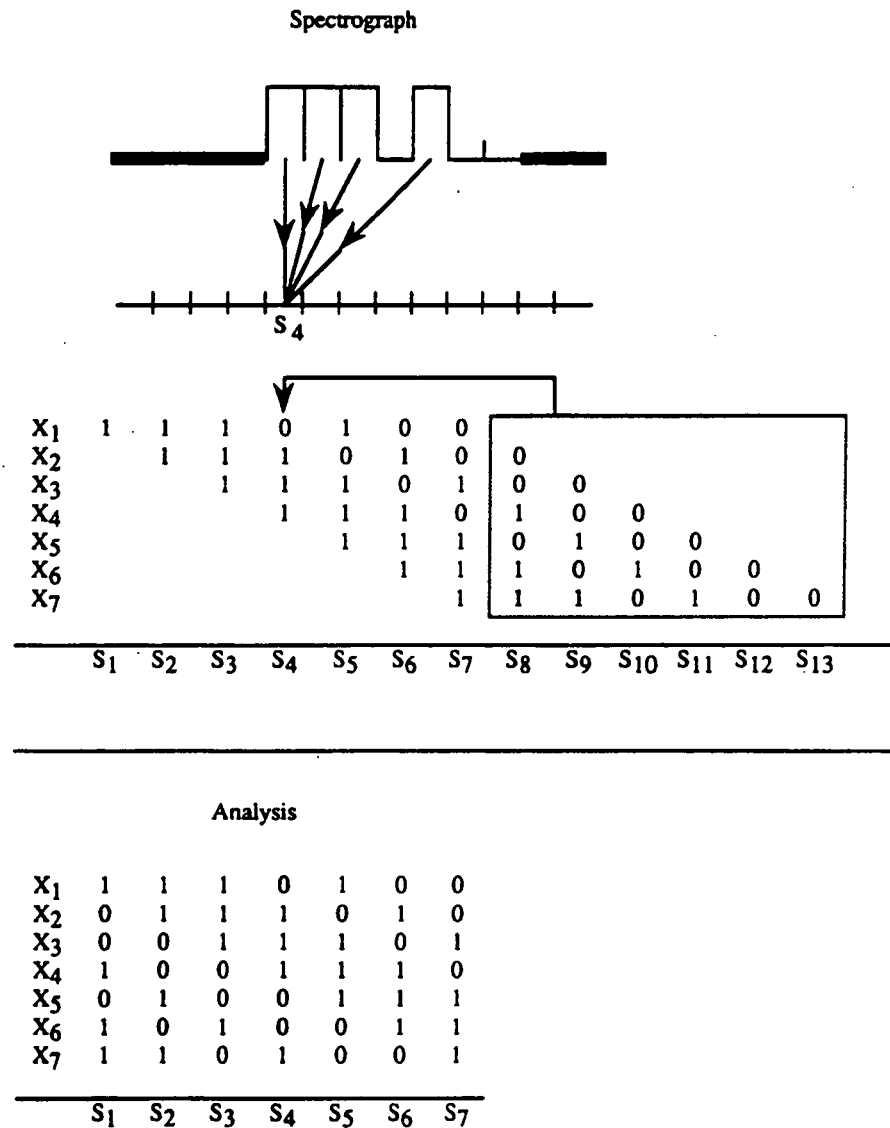 Spectrograph
S4
X1 1 1 1 0 1 0 0
X2 1 1 1 0 1 0 0
X3 1 1 1 0 1 0 0
X4 1 1 1 0 1 0 0
X5 1 1 1 0 1 0 0
X6 1 1 1 0 1 0 0
X7 1 1 1 0 1 0 0
S1 S2 S3 S4 S5 S6 S7 S8 S9 S10 S11 S12 S13
Analysis
X1 1 1 1 0 1 0 0
X2 0 1 1 1 0 1 0
X3 0 0 1 1 1 0 1
X4 1 0 0 1 1 1 0
X5 0 1 0 0 1 1 1
X6 1 0 1 0 0 1 1
X7 1 1 0 1 0 0 1
S1 S2 S3 S4 S5 S6 S7